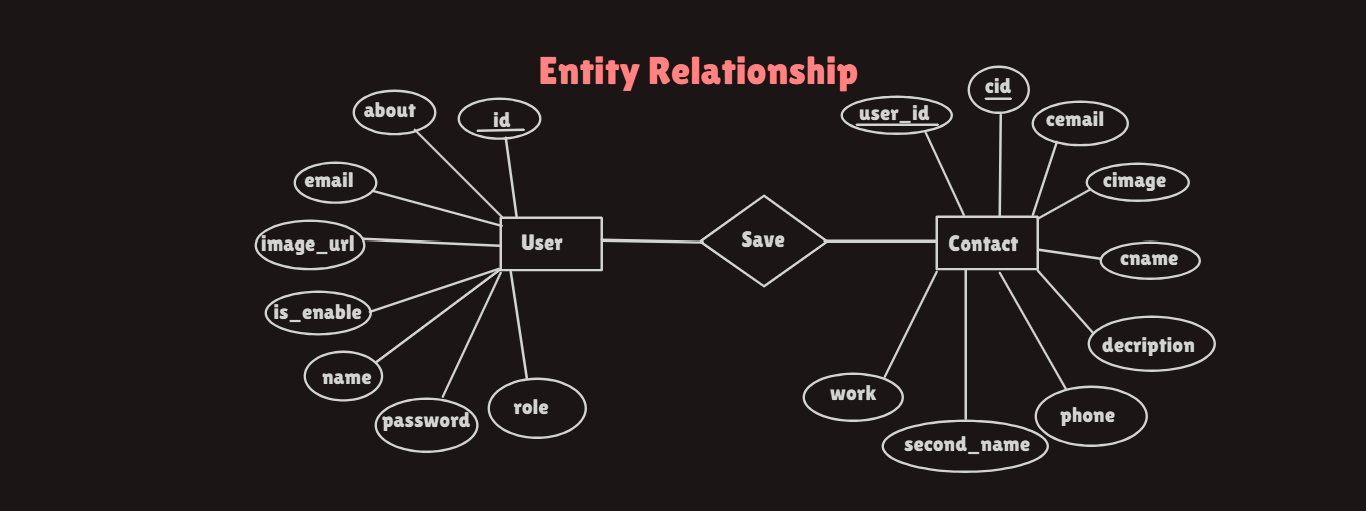 Entity Relationship
about
id
email
image_url
is_enable
name
password
role
User
Save
Contact
user_id
cid
cemail
cimage
cname
decription
phone
second_name
work